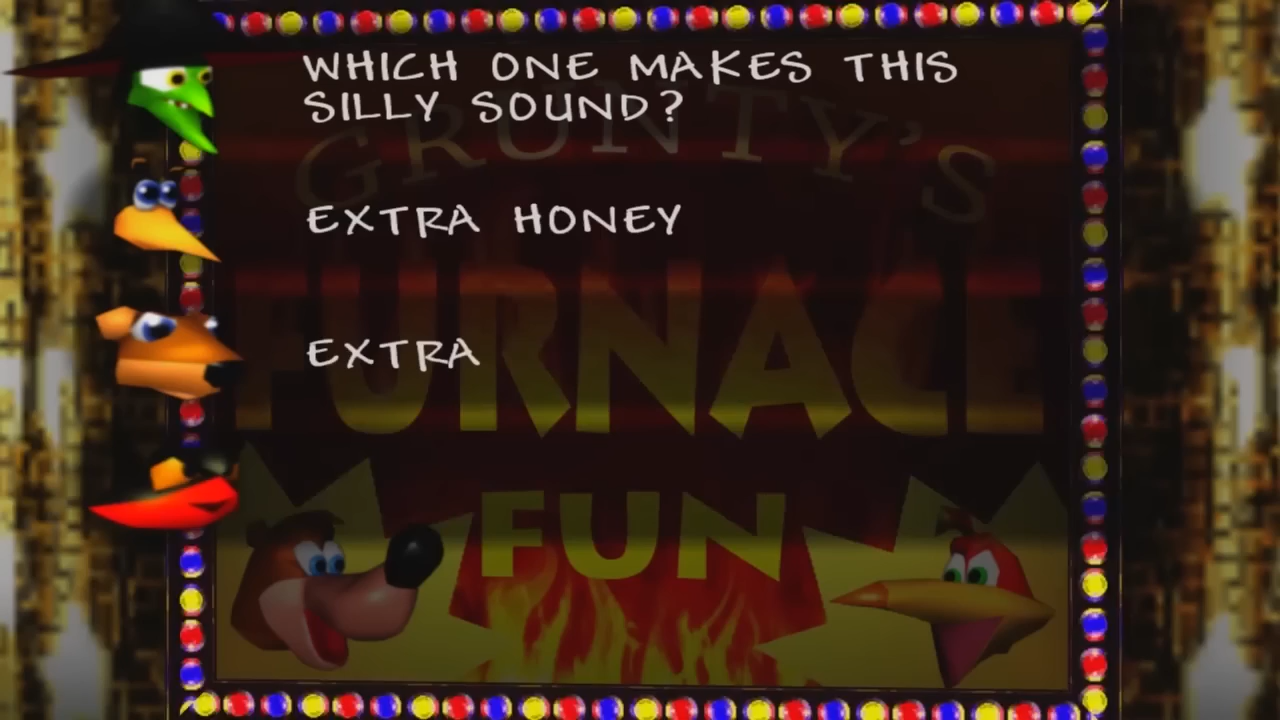 WHICH ONE MAKES THIS
SILLY SOUND?
EXTRA HONEY
EXTRA
GRUNTY'S
FURNACE
FUN